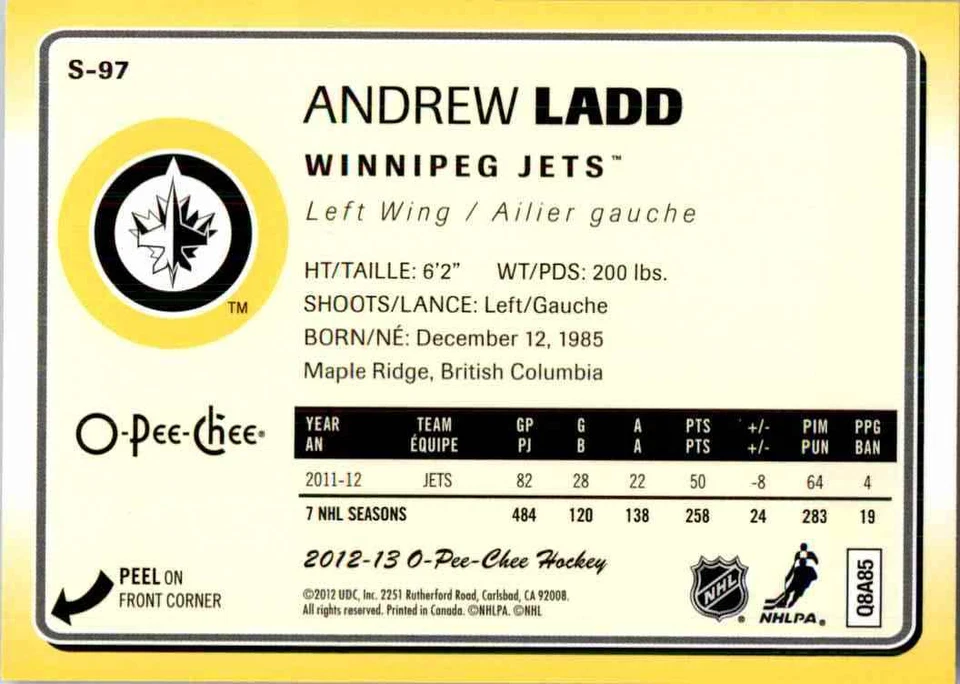 S-97
ANDREW LADD
WINNIPEG JETS™
Left Wing / Ailier gauche
HT/TAILLE: 6'2" WT/PDS: 200 lbs.
SHOOTS/LANCE: Left/Gauche
BORN/NÉ: December 12, 1985
Maple Ridge, British Columbia
TM
O-Pee-Chee®
YEAR TEAM GP G A PTS +/- PIM PPG
AN ÉQUIPE PJ B A PTS +/- PUN BAN
2011-12 JETS 82 28 22 50 -8 64 4
7 NHL SEASONS 484 120 138 258 24 283 19
2012-13 O-Pee-Chee Hockey
©2012 UDC, Inc. 2251 Rutherford Road, Carlsbad, CA 92008.
All rights reserved. Printed in Canada. ©NHLPA. ©NHL
PEEL ON
FRONT CORNER
NHL®
NHLPA®
Q8A85